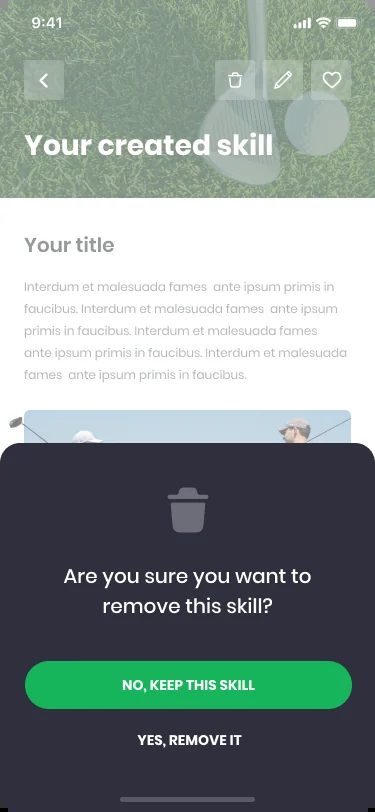 9:41
Your created skill
Your title
Interdum et malesuada fames ante ipsum primis in
faucibus. Interdum et malesuada fames ante ipsum
primis in faucibus. Interdum et malesuada fames
ante ipsum primis in faucibus. Interdum et malesuada
fames ante ipsum primis in faucibus.
Are you sure you want to
remove this skill?
NO, KEEP THIS SKILL
YES, REMOVE IT